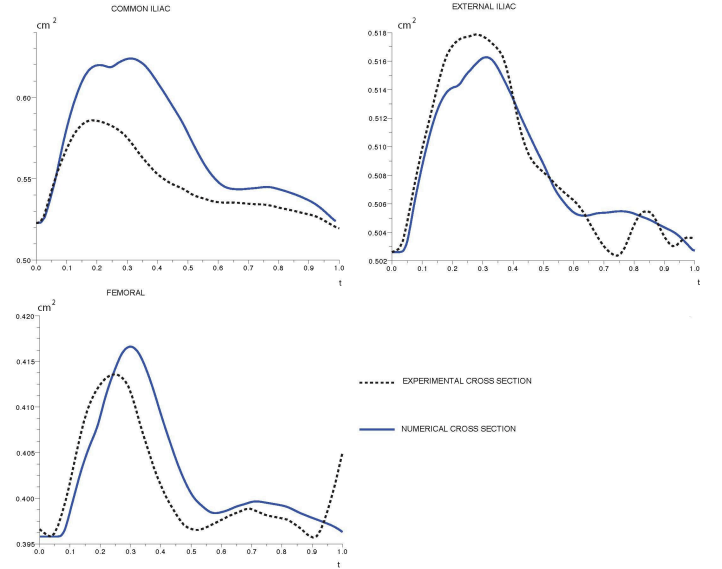 COMMON ILIAC
cm2
0.60
0.55
0.50
0.0 0.1 0.2 0.3 0.4 0.5 0.6 0.7 0.8 0.9 1.0
t
EXTERNAL ILIAC
cm2
0.518
0.516
0.514
0.512
0.510
0.508
0.506
0.504
0.502
0.0 0.1 0.2 0.3 0.4 0.5 0.6 0.7 0.8 0.9 1.0
t
FEMORAL
cm2
0.420
0.415
0.410
0.405
0.400
0.395
0.0 0.1 0.2 0.3 0.4 0.5 0.6 0.7 0.8 0.9 1.0
t
EXPERIMENTAL CROSS SECTION
NUMERICAL CROSS SECTION